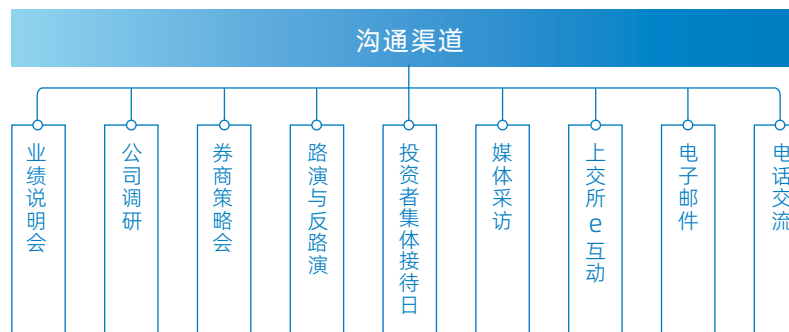 沟通渠道
业绩说明会
公司调研
券商策略会
路演与反路演
投资者集体接待日
媒体采访
上交所e互动
电子邮件
电话交流